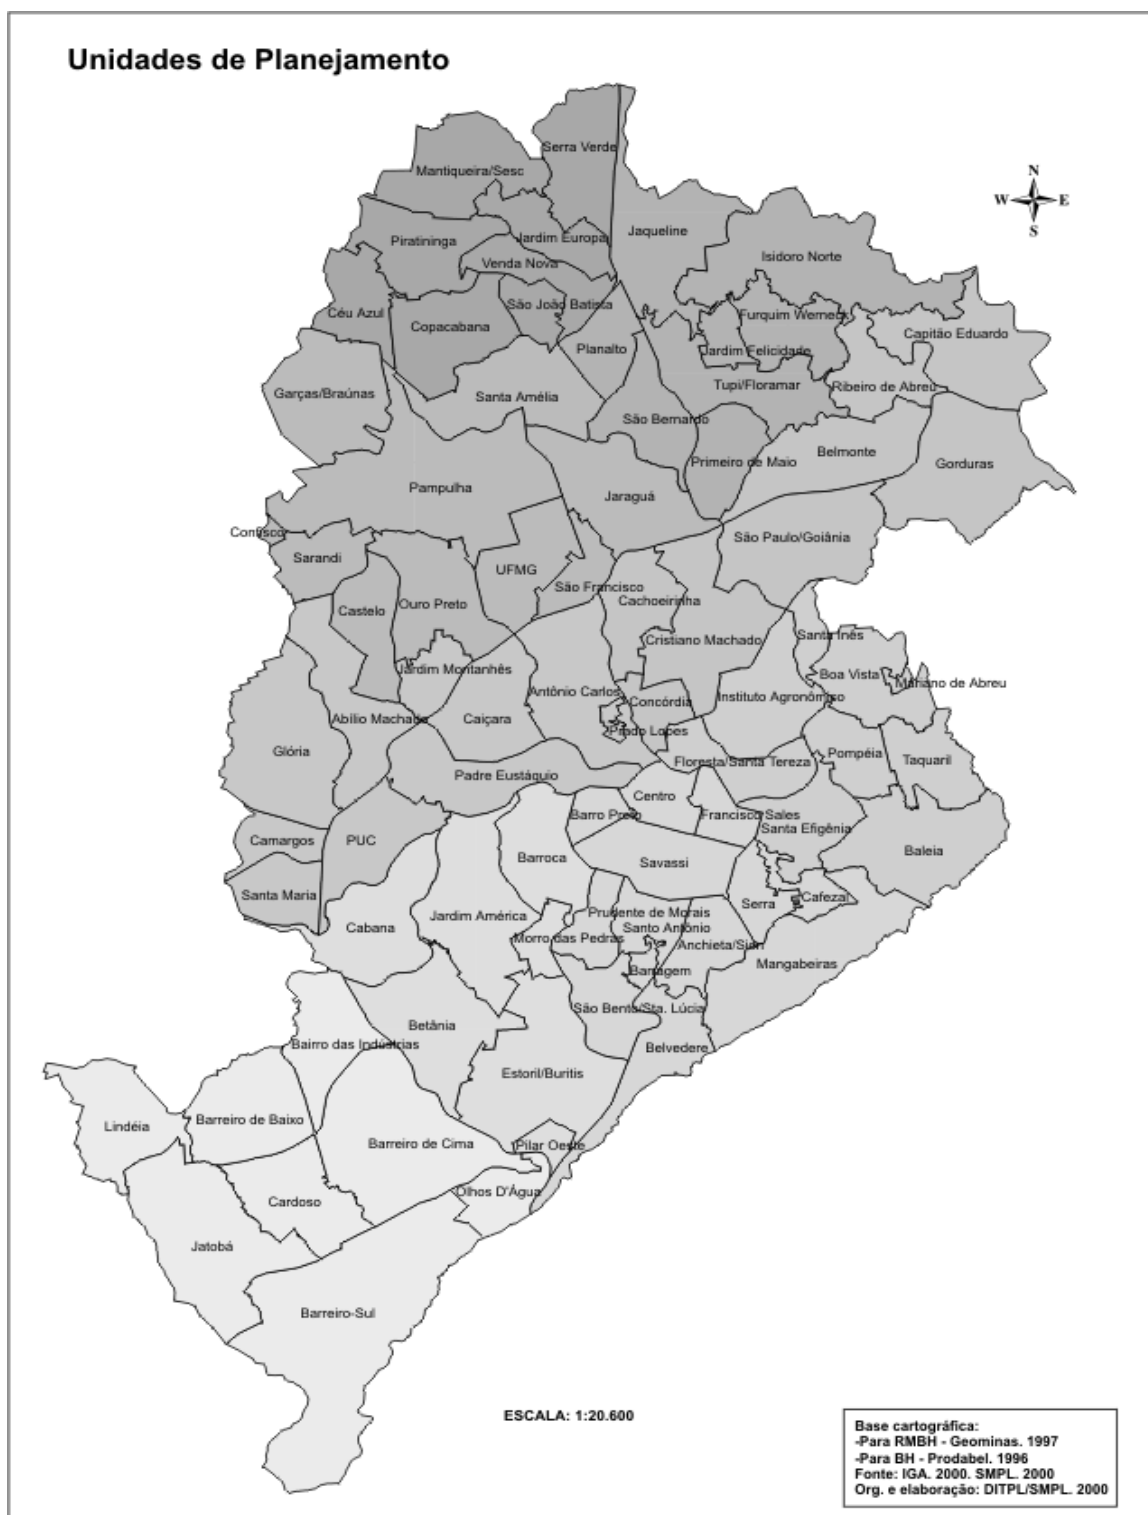 Unidades de Planejamento
Serra Verde
Mantiqueira/Sesc
N
W
E
S
Jaqueline
Jardim Europa
Piratininga
Isidoro Norte
Venda Nova
São João Batista
Céu Azul
Furquim Werneck
Copacabana
Capitão Eduardo
Planalto
Jardim Felicidade
Tupi/Floramar
Ribeiro de Abreu
Garças/Braúnas
Santa Amélia
São Bernardo
Belmonte
Primeiro de Maio
Gorduras
Pampulha
Jaraguá
Confisco
São Paulo/Goiânia
Sarandi
UFMG
São Francisco
Cachoeirinha
Ouro Preto
Castelo
Santa Inês
Cristiano Machado
Jardim Montanhês
Boa Vista
Mariano de Abreu
Antônio Carlos
Instituto Agronômico
Concórdia
Abílio Machado
Caiçara
Prado Lopes
Glória
Pompéia
Taquaril
Floresta/Santa Tereza
Padre Eustáquio
Centro
Barro Preto
Francisco Sales
Santa Efigênia
Camargos
PUC
Baleia
Barroca
Savassi
Santa Maria
Cafezal
Serra
Prudente de Morais
Jardim América
Cabana
Santo Antônio
Morro das Pedras
Anchieta/Sion
Mangabeiras
Barragem
São Bento/Sta. Lúcia
Betânia
Bairro das Indústrias
Belvedere
Estoril/Buritis
Barreiro de Baixo
Lindéia
Barreiro de Cima
Pilar Oeste
Olhos D'Água
Cardoso
Jatobá
Barreiro-Sul
ESCALA: 1:20.600
Base cartográfica:
-Para RMBH - Geominas. 1997
-Para BH - Prodabel. 1996
Fonte: IGA. 2000. SMPL. 2000
Org. e elaboração: DITPL/SMPL. 2000